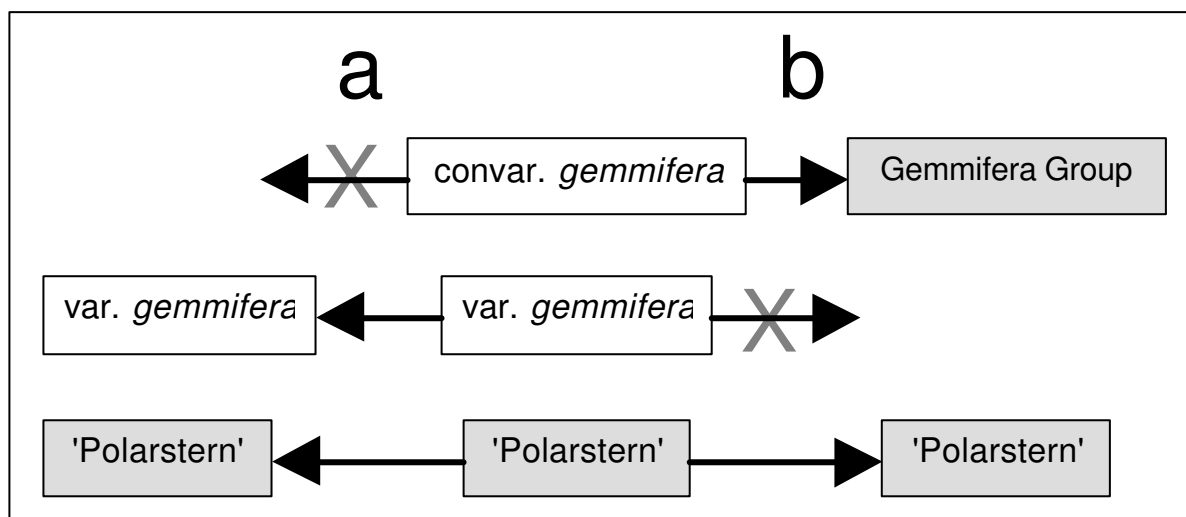 a b
convar. gemmifera Gemmifera Group
var. gemmifera var. gemmifera
'Polarstern' 'Polarstern' 'Polarstern'